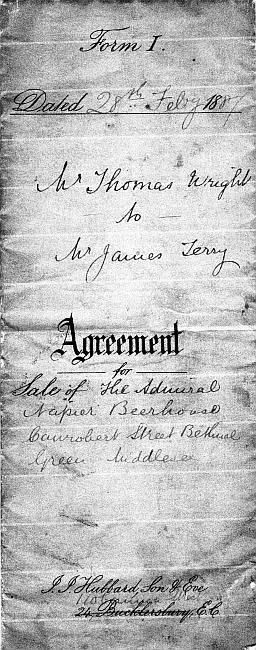 Form I.
Dated 28th Feby 1887
Mr Thomas Wright
to
Mr James Terry
Agreement
for
Sale of The Admiral
Napier Beerhouse
Canrobert Street Bethnal
Green Middlesex
J. J. Hubbard, Son & Eve
24, Bucklersbury, E.C.